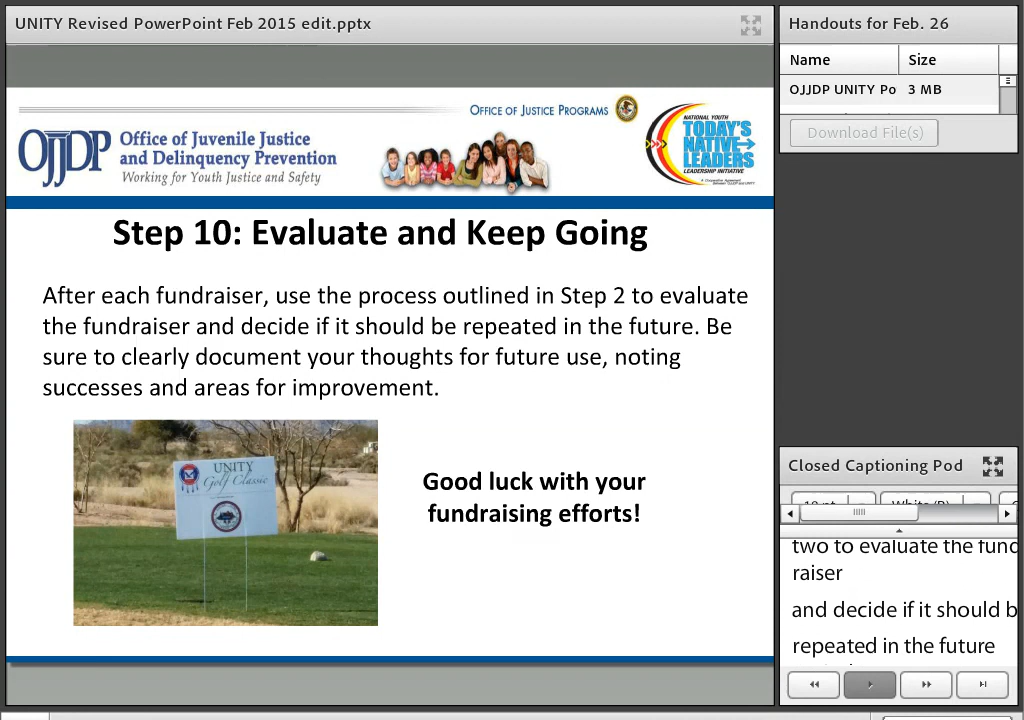 UNITY Revised PowerPoint Feb 2015 edit.pptx
OFFICE OF JUSTICE PROGRAMS
OJJDP
Office of Juvenile Justice
and Delinquency Prevention
Working for Youth Justice and Safety
NATIONAL YOUTH
TODAY'S
NATIVE
LEADERS
LEADERSHIP INITIATIVE
Step 10: Evaluate and Keep Going
After each fundraiser, use the process outlined in Step 2 to evaluate
the fundraiser and decide if it should be repeated in the future. Be
sure to clearly document your thoughts for future use, noting
successes and areas for improvement.
UNITY
Golf Classic
Good luck with your
fundraising efforts!
Handouts for Feb. 26
Name Size
OJJDP UNITY Po 3 MB
Download File(s)
Closed Captioning Pod
two to evaluate the fund
raiser
and decide if it should b
repeated in the future